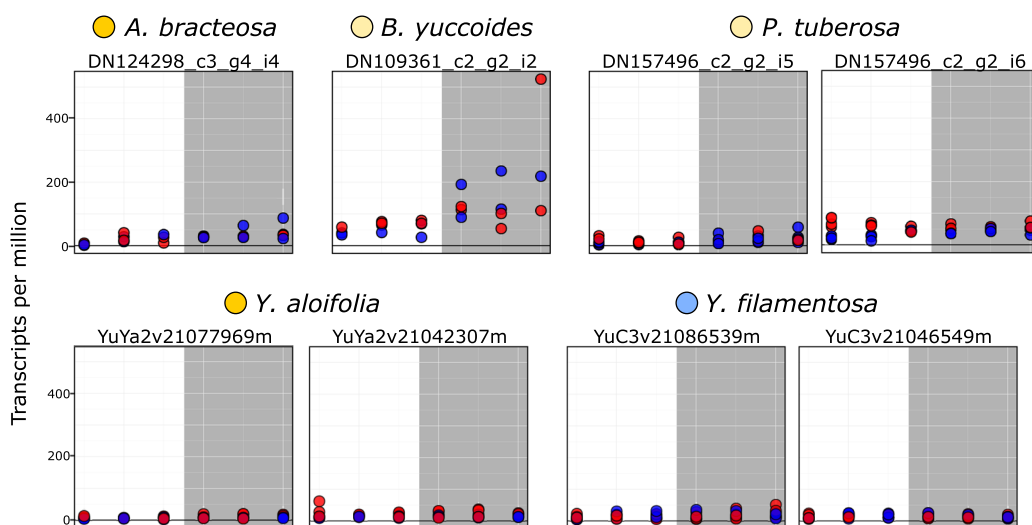 A. bracteosa
B. yuccoides
P. tuberosa
DN124298_c3_g4_i4
DN109361_c2_g2_i2
DN157496_c2_g2_i5
DN157496_c2_g2_i6
400
200
0
Transcripts per million
Y. aloifolia
Y. filamentosa
YuYa2v21077969m
YuYa2v21042307m
YuC3v21086539m
YuC3v21046549m
400
200
0